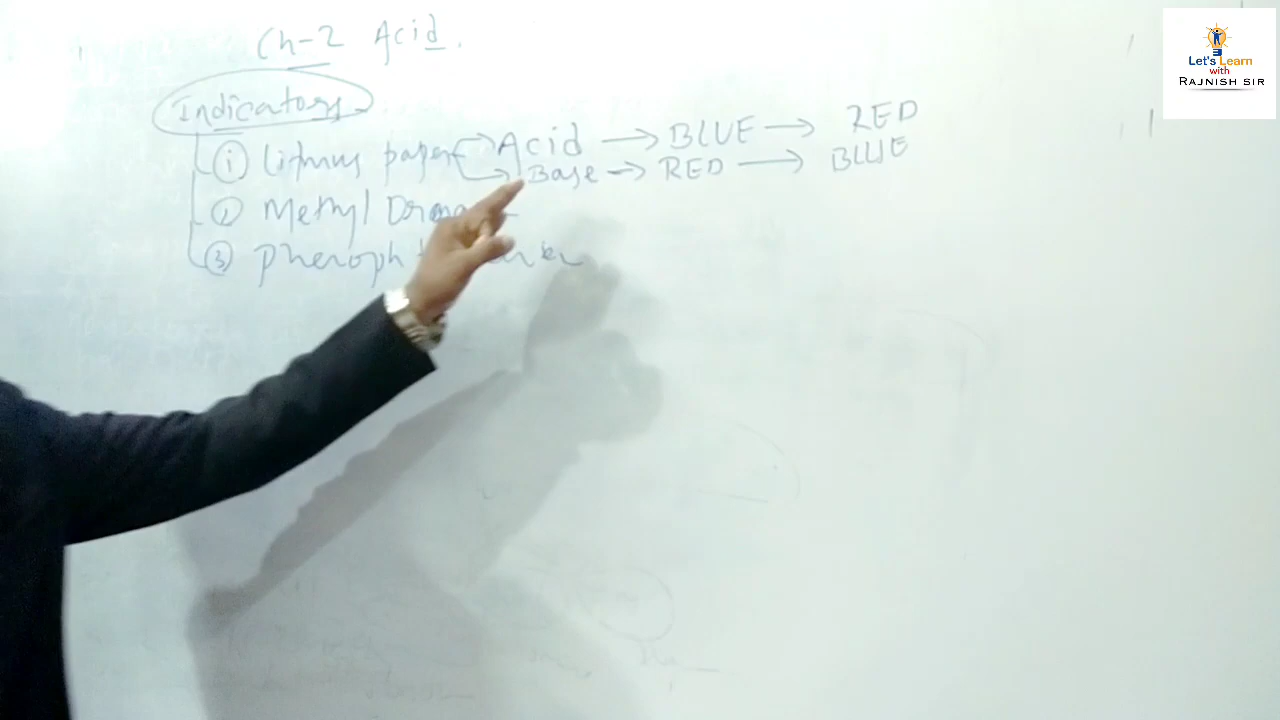 Ch-2 Acid.
Indicators
① Litmus paper → Acid → BLUE → RED
→ Base → RED → BLUE
② Methyl Orange
③ Phenoph
Let's Learn
with
RAJNISH SIR